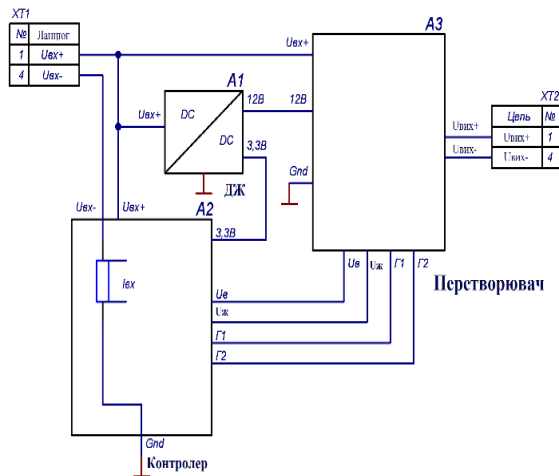 XT1
№ Ланцюг
1 Uвх+
4 Uвх-
A3
Uвх+
A1
DC
DC
Uвх+
12В
12В
3,3В
ДЖ
Gnd
XT2
Цепь №
Uвих+ 1
Uвих- 4
Uвих+
Uвих-
Uвх-
Uвх+
A2
3,3В
Iвх
Uв
Uж
Г1
Г2
Uв
Uж
Г1
Г2
Перетворювач
Gnd
Контролер